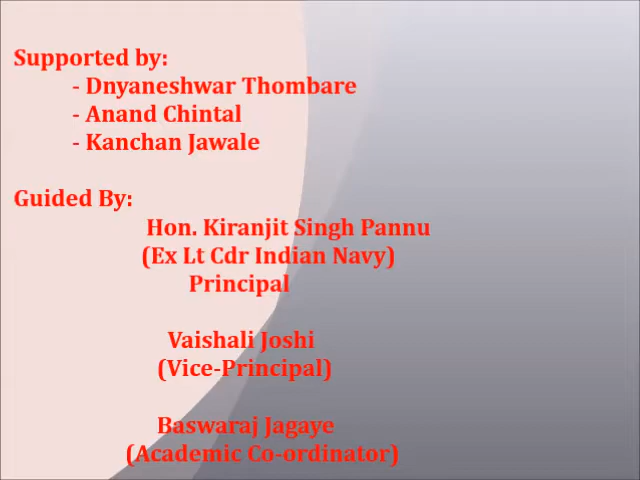 Supported by:
- Dnyaneshwar Thombare
- Anand Chintal
- Kanchan Jawale
Guided By:
Hon. Kiranjit Singh Pannu
(Ex Lt Cdr Indian Navy)
Principal
Vaishali Joshi
(Vice-Principal)
Baswaraj Jagaye
(Academic Co-ordinator)